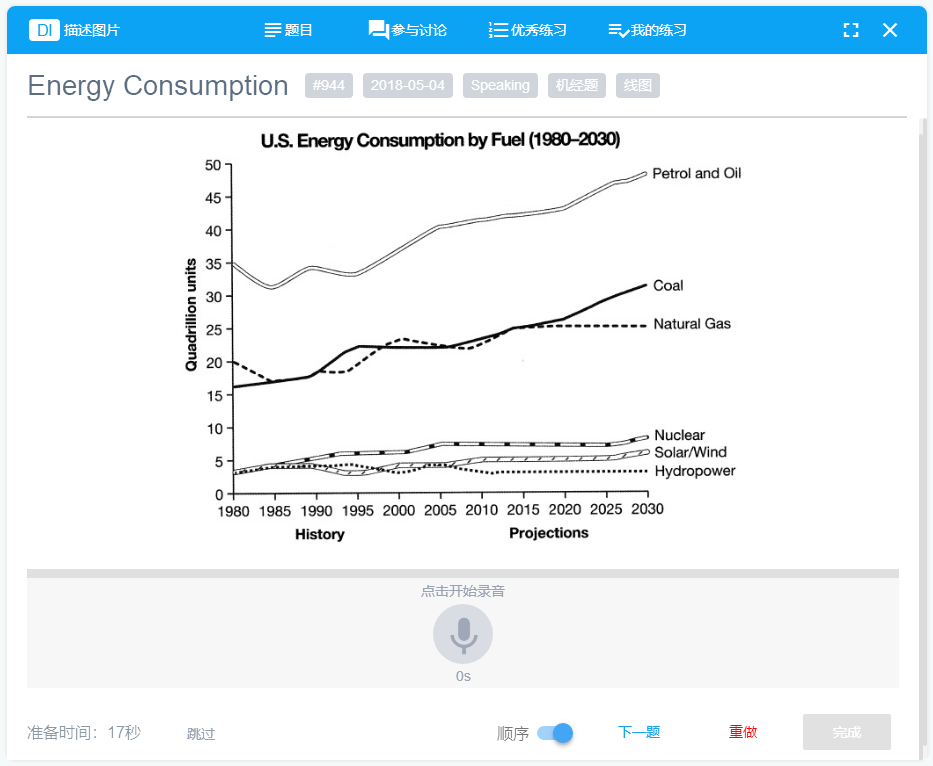 DI 描述图片 题目 参与讨论 优秀练习 我的练习
Energy Consumption #944 2018-05-04 Speaking 机经题 线图
U.S. Energy Consumption by Fuel (1980–2030)
Quadrillion units
50
45
40
35
30
25
20
15
10
5
0
Petrol and Oil
Coal
Natural Gas
Nuclear
Solar/Wind
Hydropower
1980 1985 1990 1995 2000 2005 2010 2015 2020 2025 2030
History Projections
点击开始录音
0s
准备时间：17秒 跳过 顺序 下一题 重做 完成